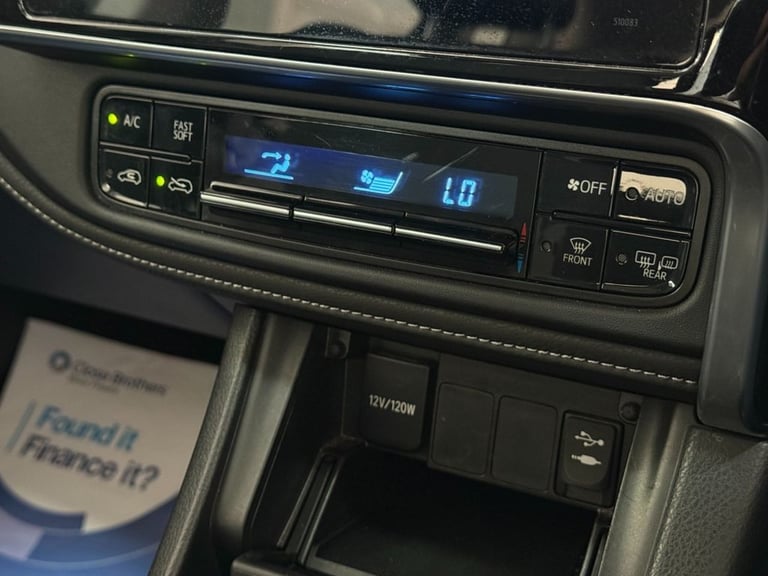 510083
A/C
FAST
SOFT
LO
OFF
AUTO
FRONT
REAR
12V/120W
Close Brothers
Found it
Finance it?